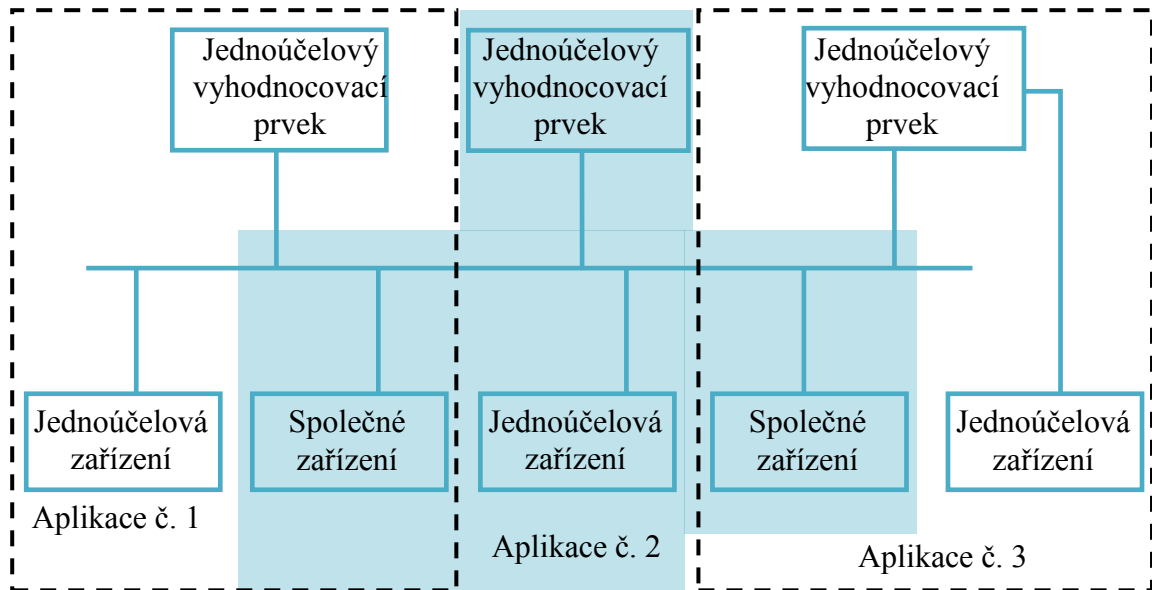 Jednoúčelový
vyhodnocovací
prvek
Jednoúčelový
vyhodnocovací
prvek
Jednoúčelový
vyhodnocovací
prvek
Jednoúčelová
zařízení
Společné
zařízení
Jednoúčelová
zařízení
Společné
zařízení
Jednoúčelová
zařízení
Aplikace č. 1
Aplikace č. 2
Aplikace č. 3